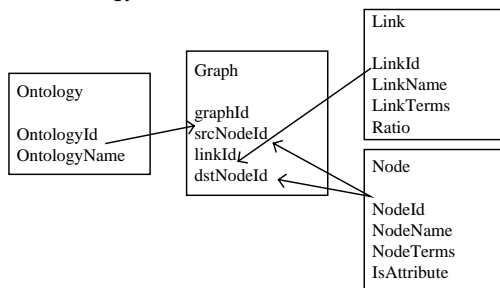 Ontology
OntologyId
OntologyName
Graph
graphId
srcNodeId
linkId
dstNodeId
Link
LinkId
LinkName
LinkTerms
Ratio
Node
NodeId
NodeName
NodeTerms
IsAttribute